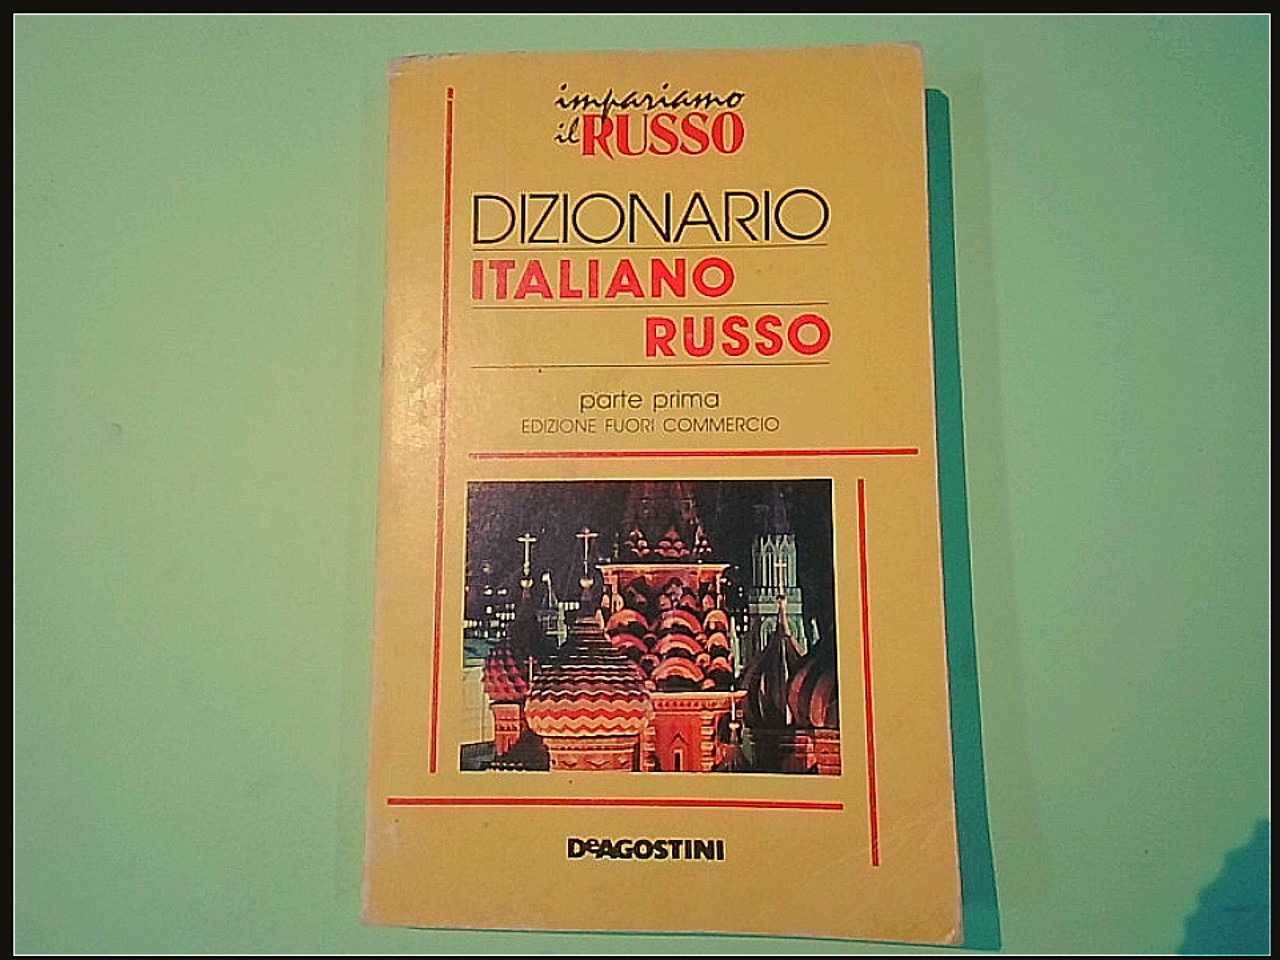 impariamo
il RUSSO
DIZIONARIO
ITALIANO
RUSSO
parte prima
EDIZIONE FUORI COMMERCIO
DeAGOSTINI